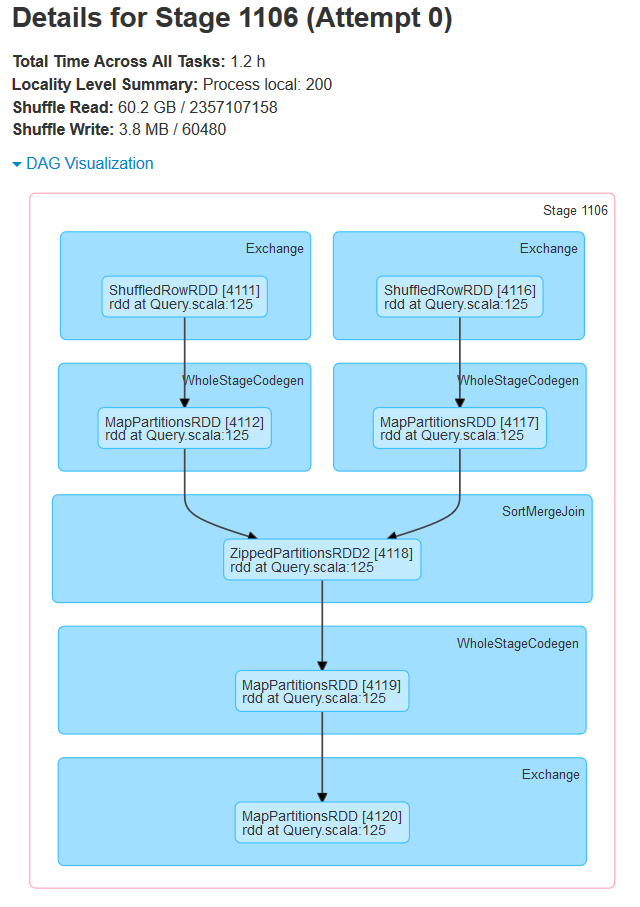 Details for Stage 1106 (Attempt 0)
Total Time Across All Tasks: 1.2 h
Locality Level Summary: Process local: 200
Shuffle Read: 60.2 GB / 2357107158
Shuffle Write: 3.8 MB / 60480
DAG Visualization
Stage 1106
Exchange
ShuffledRowRDD [4111]
rdd at Query.scala:125
Exchange
ShuffledRowRDD [4116]
rdd at Query.scala:125
WholeStageCodegen
MapPartitionsRDD [4112]
rdd at Query.scala:125
WholeStageCodegen
MapPartitionsRDD [4117]
rdd at Query.scala:125
SortMergeJoin
ZippedPartitionsRDD2 [4118]
rdd at Query.scala:125
WholeStageCodegen
MapPartitionsRDD [4119]
rdd at Query.scala:125
Exchange
MapPartitionsRDD [4120]
rdd at Query.scala:125